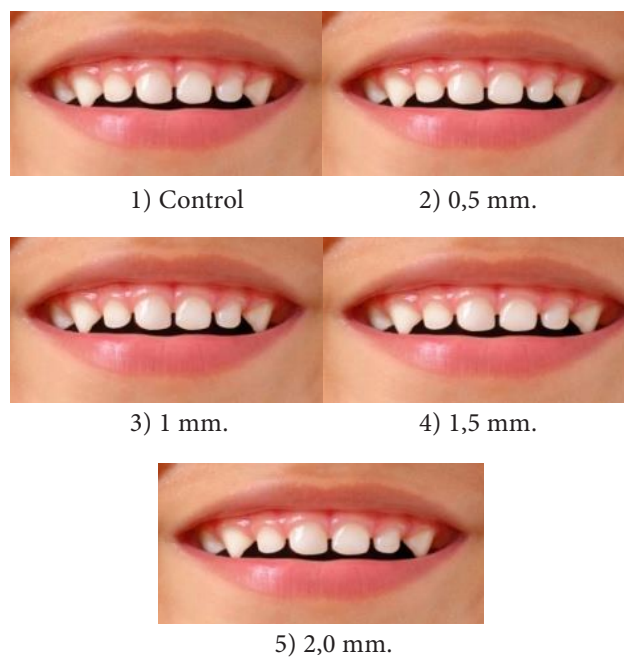 1) Control
2) 0,5 mm.
3) 1 mm.
4) 1,5 mm.
5) 2,0 mm.